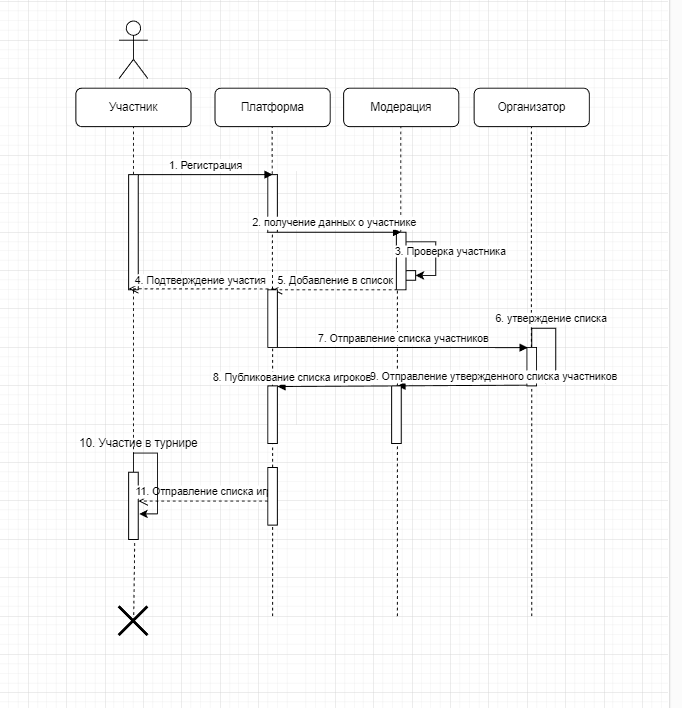 Участник
Платформа
Модерация
Организатор
1. Регистрация
2. получение данных о участнике
3. Проверка участника
4. Подтверждение участия
5. Добавление в список
6. утверждение списка
7. Отправление списка участников
8. Публикование списка игроков
9. Отправление утвержденного списка участников
10. Участие в турнире
11. Отправление списка иг